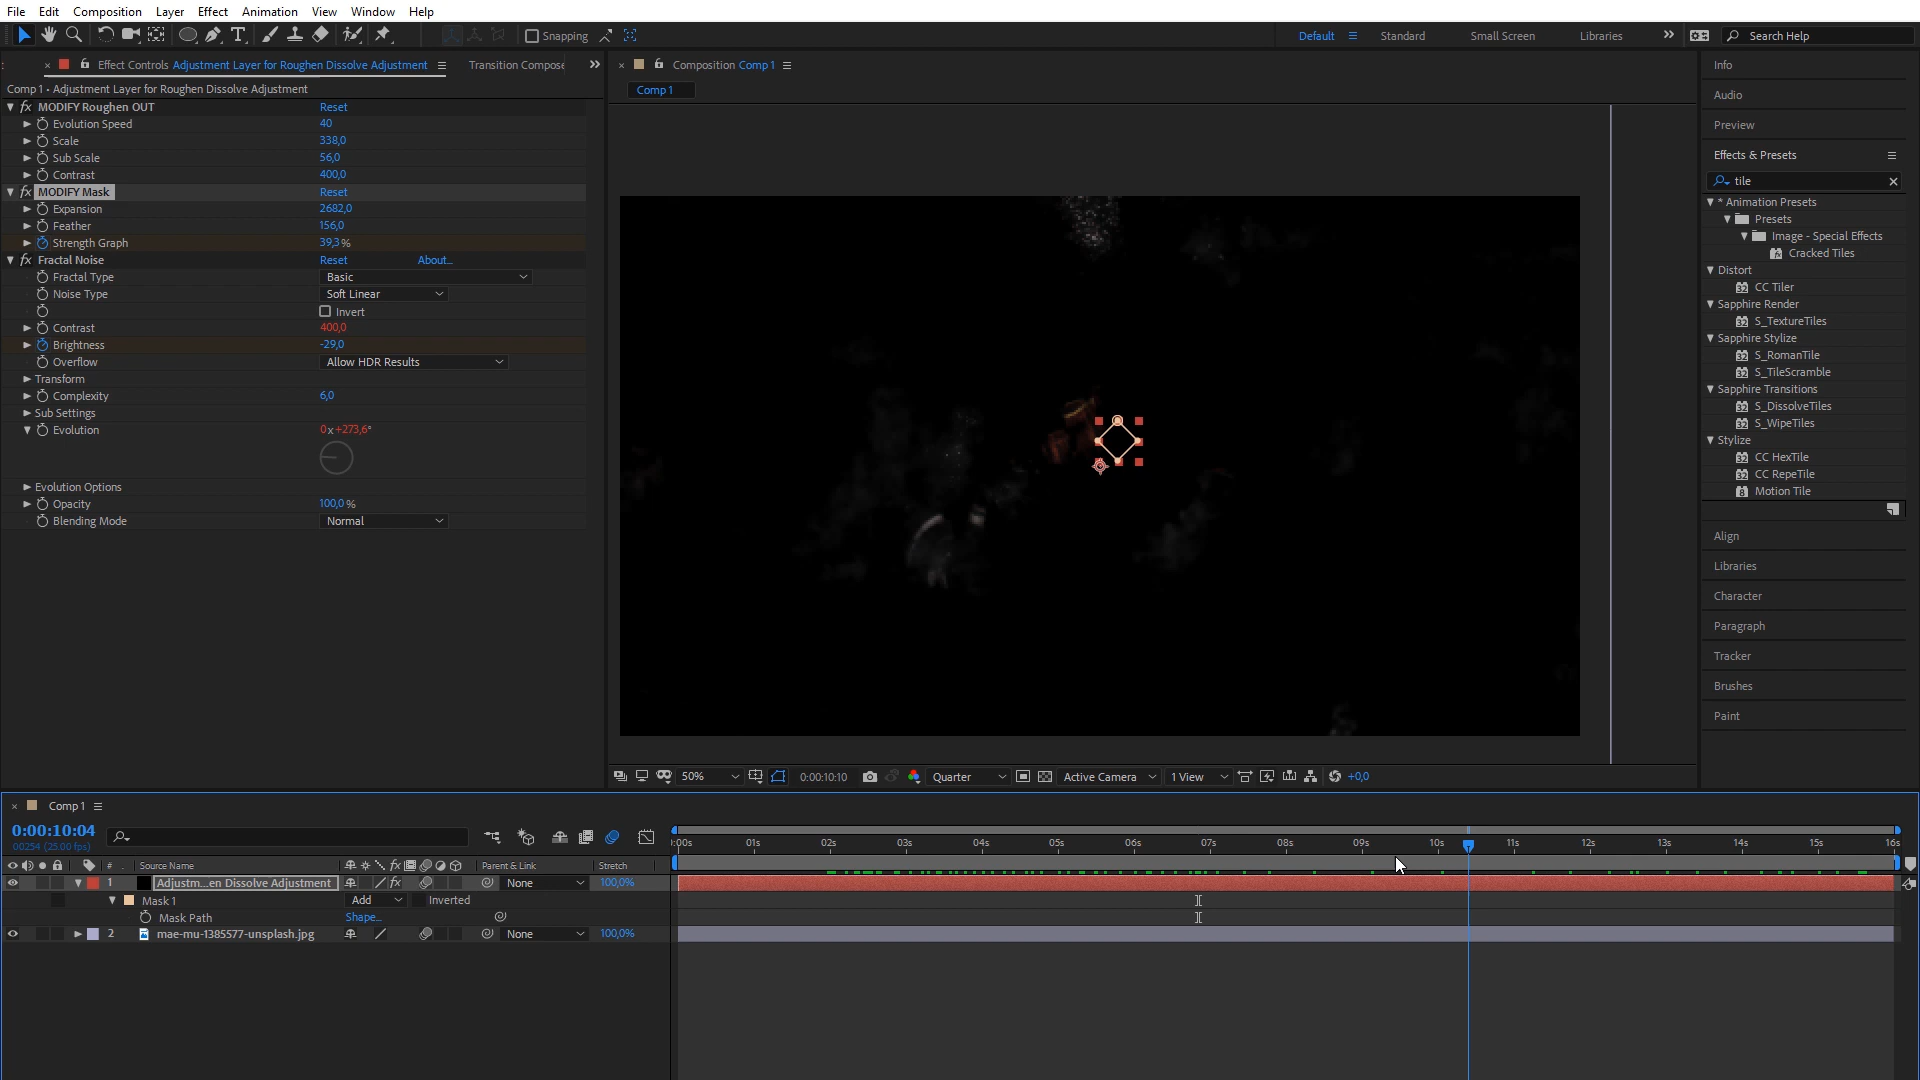 File Edit Composition Layer Effect Animation View Window Help
Snapping Default Standard Small Screen Libraries Search Help
Effect Controls Adjustment Layer for Roughen Dissolve Adjustment Transition Compose
Comp 1 • Adjustment Layer for Roughen Dissolve Adjustment
MODIFY Roughen OUT Reset
Evolution Speed 40
Scale 338,0
Sub Scale 56,0
Contrast 400,0
MODIFY Mask Reset
Expansion 2682,0
Feather 156,0
Strength Graph 39,3 %
Fractal Noise Reset About...
Fractal Type Basic
Noise Type Soft Linear
Invert
Contrast 400,0
Brightness -29,0
Overflow Allow HDR Results
Transform
Complexity 6,0
Sub Settings
Evolution 0 x +273,6°
Evolution Options
Opacity 100,0 %
Blending Mode Normal
Composition Comp 1
Comp 1
50% 0:00:10:10 Quarter Active Camera 1 View +0,0
Info
Audio
Preview
Effects & Presets
tile
* Animation Presets
Presets
Image - Special Effects
Cracked Tiles
Distort
CC Tiler
Sapphire Render
S_TextureTiles
Sapphire Stylize
S_RomanTile
S_TileScramble
Sapphire Transitions
S_DissolveTiles
S_WipeTiles
Stylize
CC HexTile
CC RepeTile
Motion Tile
Align
Libraries
Character
Paragraph
Tracker
Brushes
Paint
Comp 1
0:00:10:04
00254 (25.00 fps)
:00s 01s 02s 03s 04s 05s 06s 07s 08s 09s 10s 11s 12s 13s 14s 15s 16s
# Source Name Parent & Link Stretch
1 Adjustm...en Dissolve Adjustment None 100,0%
Mask 1 Add Inverted
Mask Path Shape...
2 mae-mu-1385577-unsplash.jpg None 100,0%